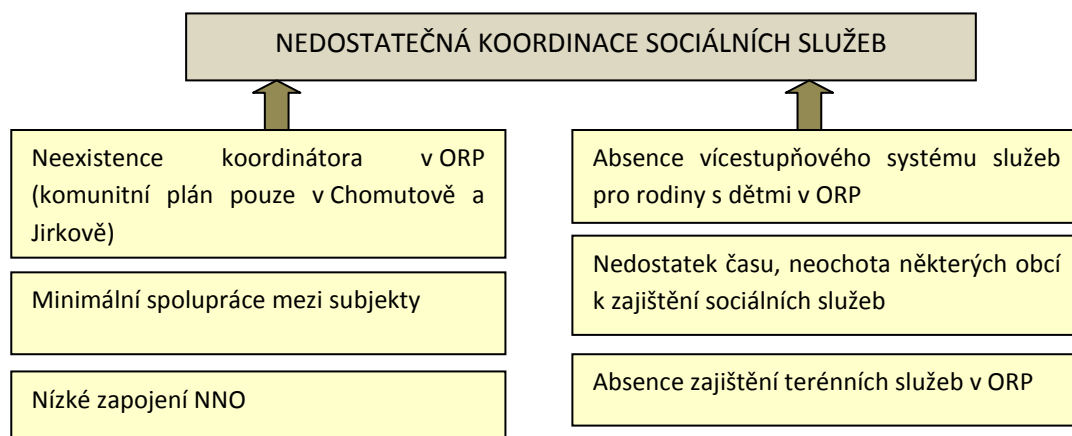 NEDOSTATEČNÁ KOORDINACE SOCIÁLNÍCH SLUŽEB
Neexistence koordinátora v ORP
(komunitní plán pouze v Chomutově a
Jirkově)
Minimální spolupráce mezi subjekty
Nízké zapojení NNO
Absence vícestupňového systému služeb
pro rodiny s dětmi v ORP
Nedostatek času, neochota některých obcí
k zajištění sociálních služeb
Absence zajištění terénních služeb v ORP